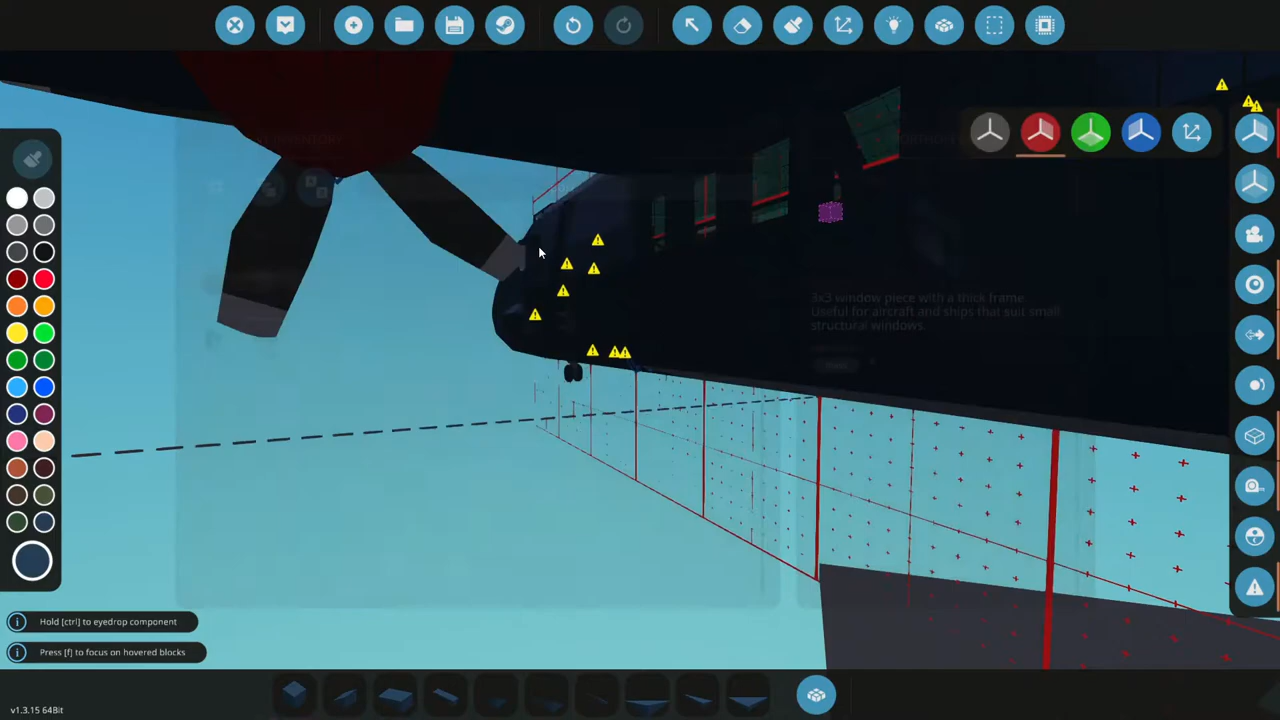 INVENTORY
3x3 window piece with a thick frame.
Useful for aircraft and ships that suit small
structural windows.
Hold [ctrl] to eyedrop component
Press [f] to focus on hovered blocks
v1.3.15 64Bit